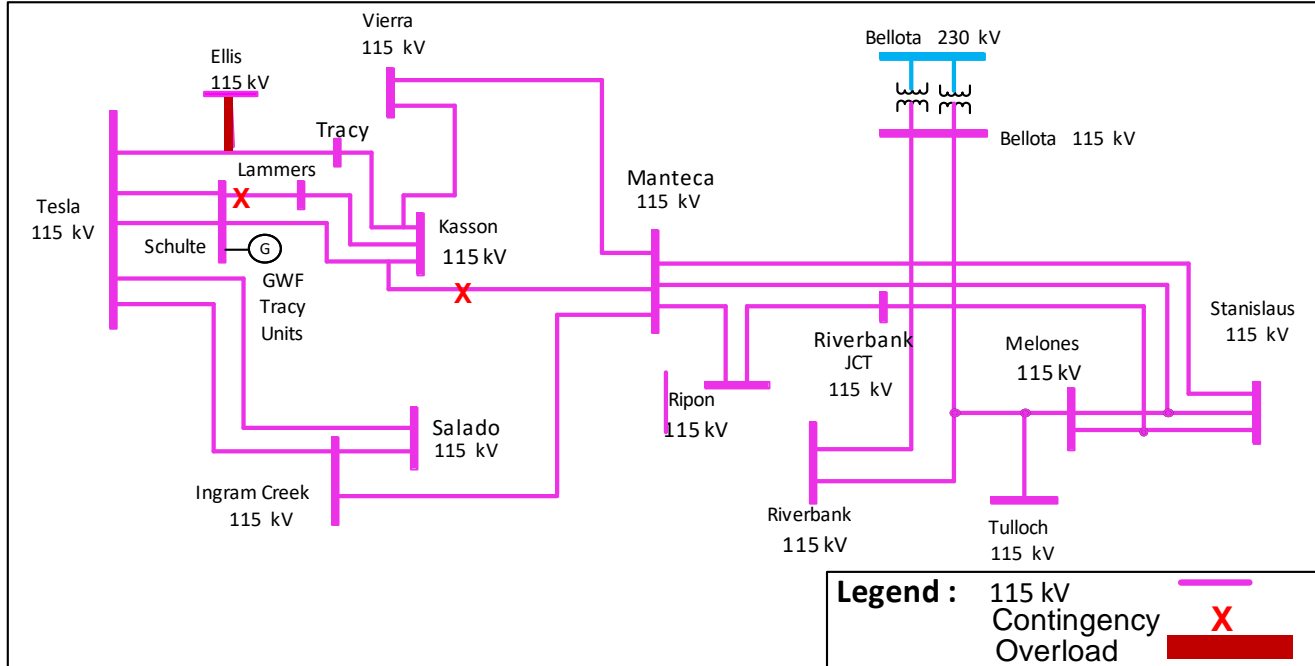 Vierra
115 kV
Bellota 230 kV
Ellis
115 kV
Tracy
Bellota 115 kV
Lammers
Manteca
115 kV
Tesla
115 kV
Kasson
115 kV
Schulte
G
GWF
Tracy
Units
X
X
Stanislaus
115 kV
Riverbank
JCT
115 kV
Melones
115 kV
Ripon
115 kV
Salado
115 kV
Ingram Creek
115 kV
Riverbank
115 kV
Tulloch
115 kV
Legend :
115 kV
Contingency X
Overload